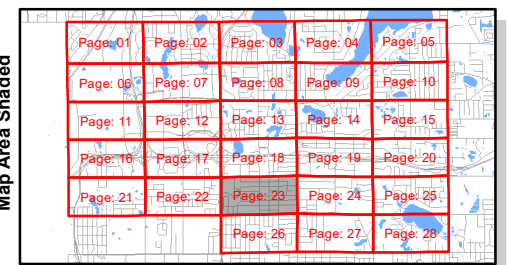 Map Area Shaded
Page: 01 Page: 02 Page: 03 Page: 04 Page: 05
Page: 06 Page: 07 Page: 08 Page: 09 Page: 10
Page: 11 Page: 12 Page: 13 Page: 14 Page: 15
Page: 16 Page: 17 Page: 18 Page: 19 Page: 20
Page: 21 Page: 22 Page: 23 Page: 24 Page: 25
Page: 26 Page: 27 Page: 28